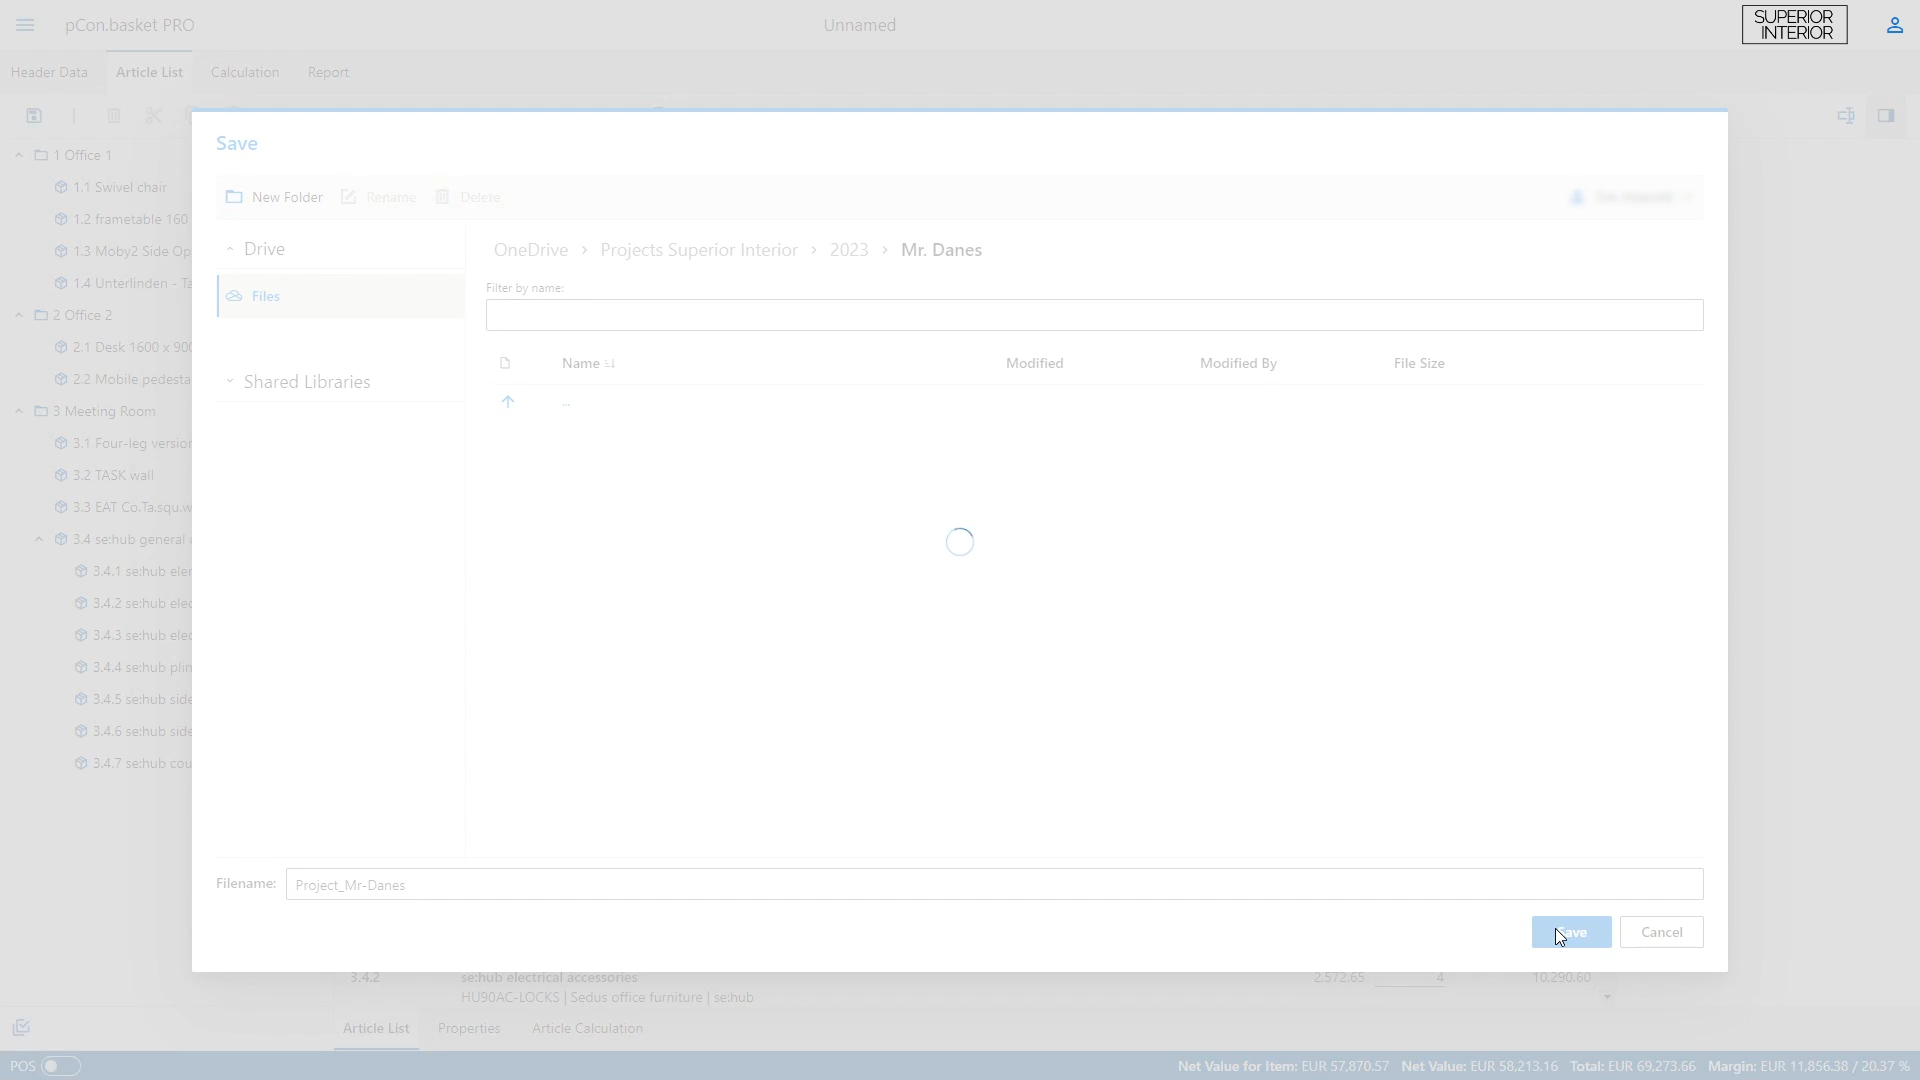 pCon.basket PRO
Unnamed
SUPERIOR
INTERIOR
Header Data
Article List
Calculation
Report
Save
New Folder
Rename
Delete
1 Office 1
1.1 Swivel chair
1.2 frametable 160
1.3 Moby2 Side Op
1.4 Unterlinden - Ta
2 Office 2
2.1 Desk 1600 x 900
2.2 Mobile pedesta
3 Meeting Room
3.1 Four-leg version
3.2 TASK wall
3.3 EAT Co.Ta.squ.w
3.4 se:hub general
3.4.1 se:hub eler
3.4.2 se:hub elec
3.4.3 se:hub elec
3.4.4 se:hub plin
3.4.5 se:hub side
3.4.6 se:hub side
3.4.7 se:hub cou
Drive
Files
Shared Libraries
OneDrive > Projects Superior Interior > 2023 > Mr. Danes
Filter by name:
Name
Modified
Modified By
File Size
...
Filename:
Project_Mr-Danes
Save
Cancel
3.4.2
se:hub electrical accessories
2,572.65
4
10,290.60
HU90AC-LOCKS | Sedus office furniture | se:hub
Article List
Properties
Article Calculation
POS
Net Value for Item: EUR 57,870.57 Net Value: EUR 58,213.16 Total: EUR 69,273.66 Margin: EUR 11,856.38 / 20.37 %